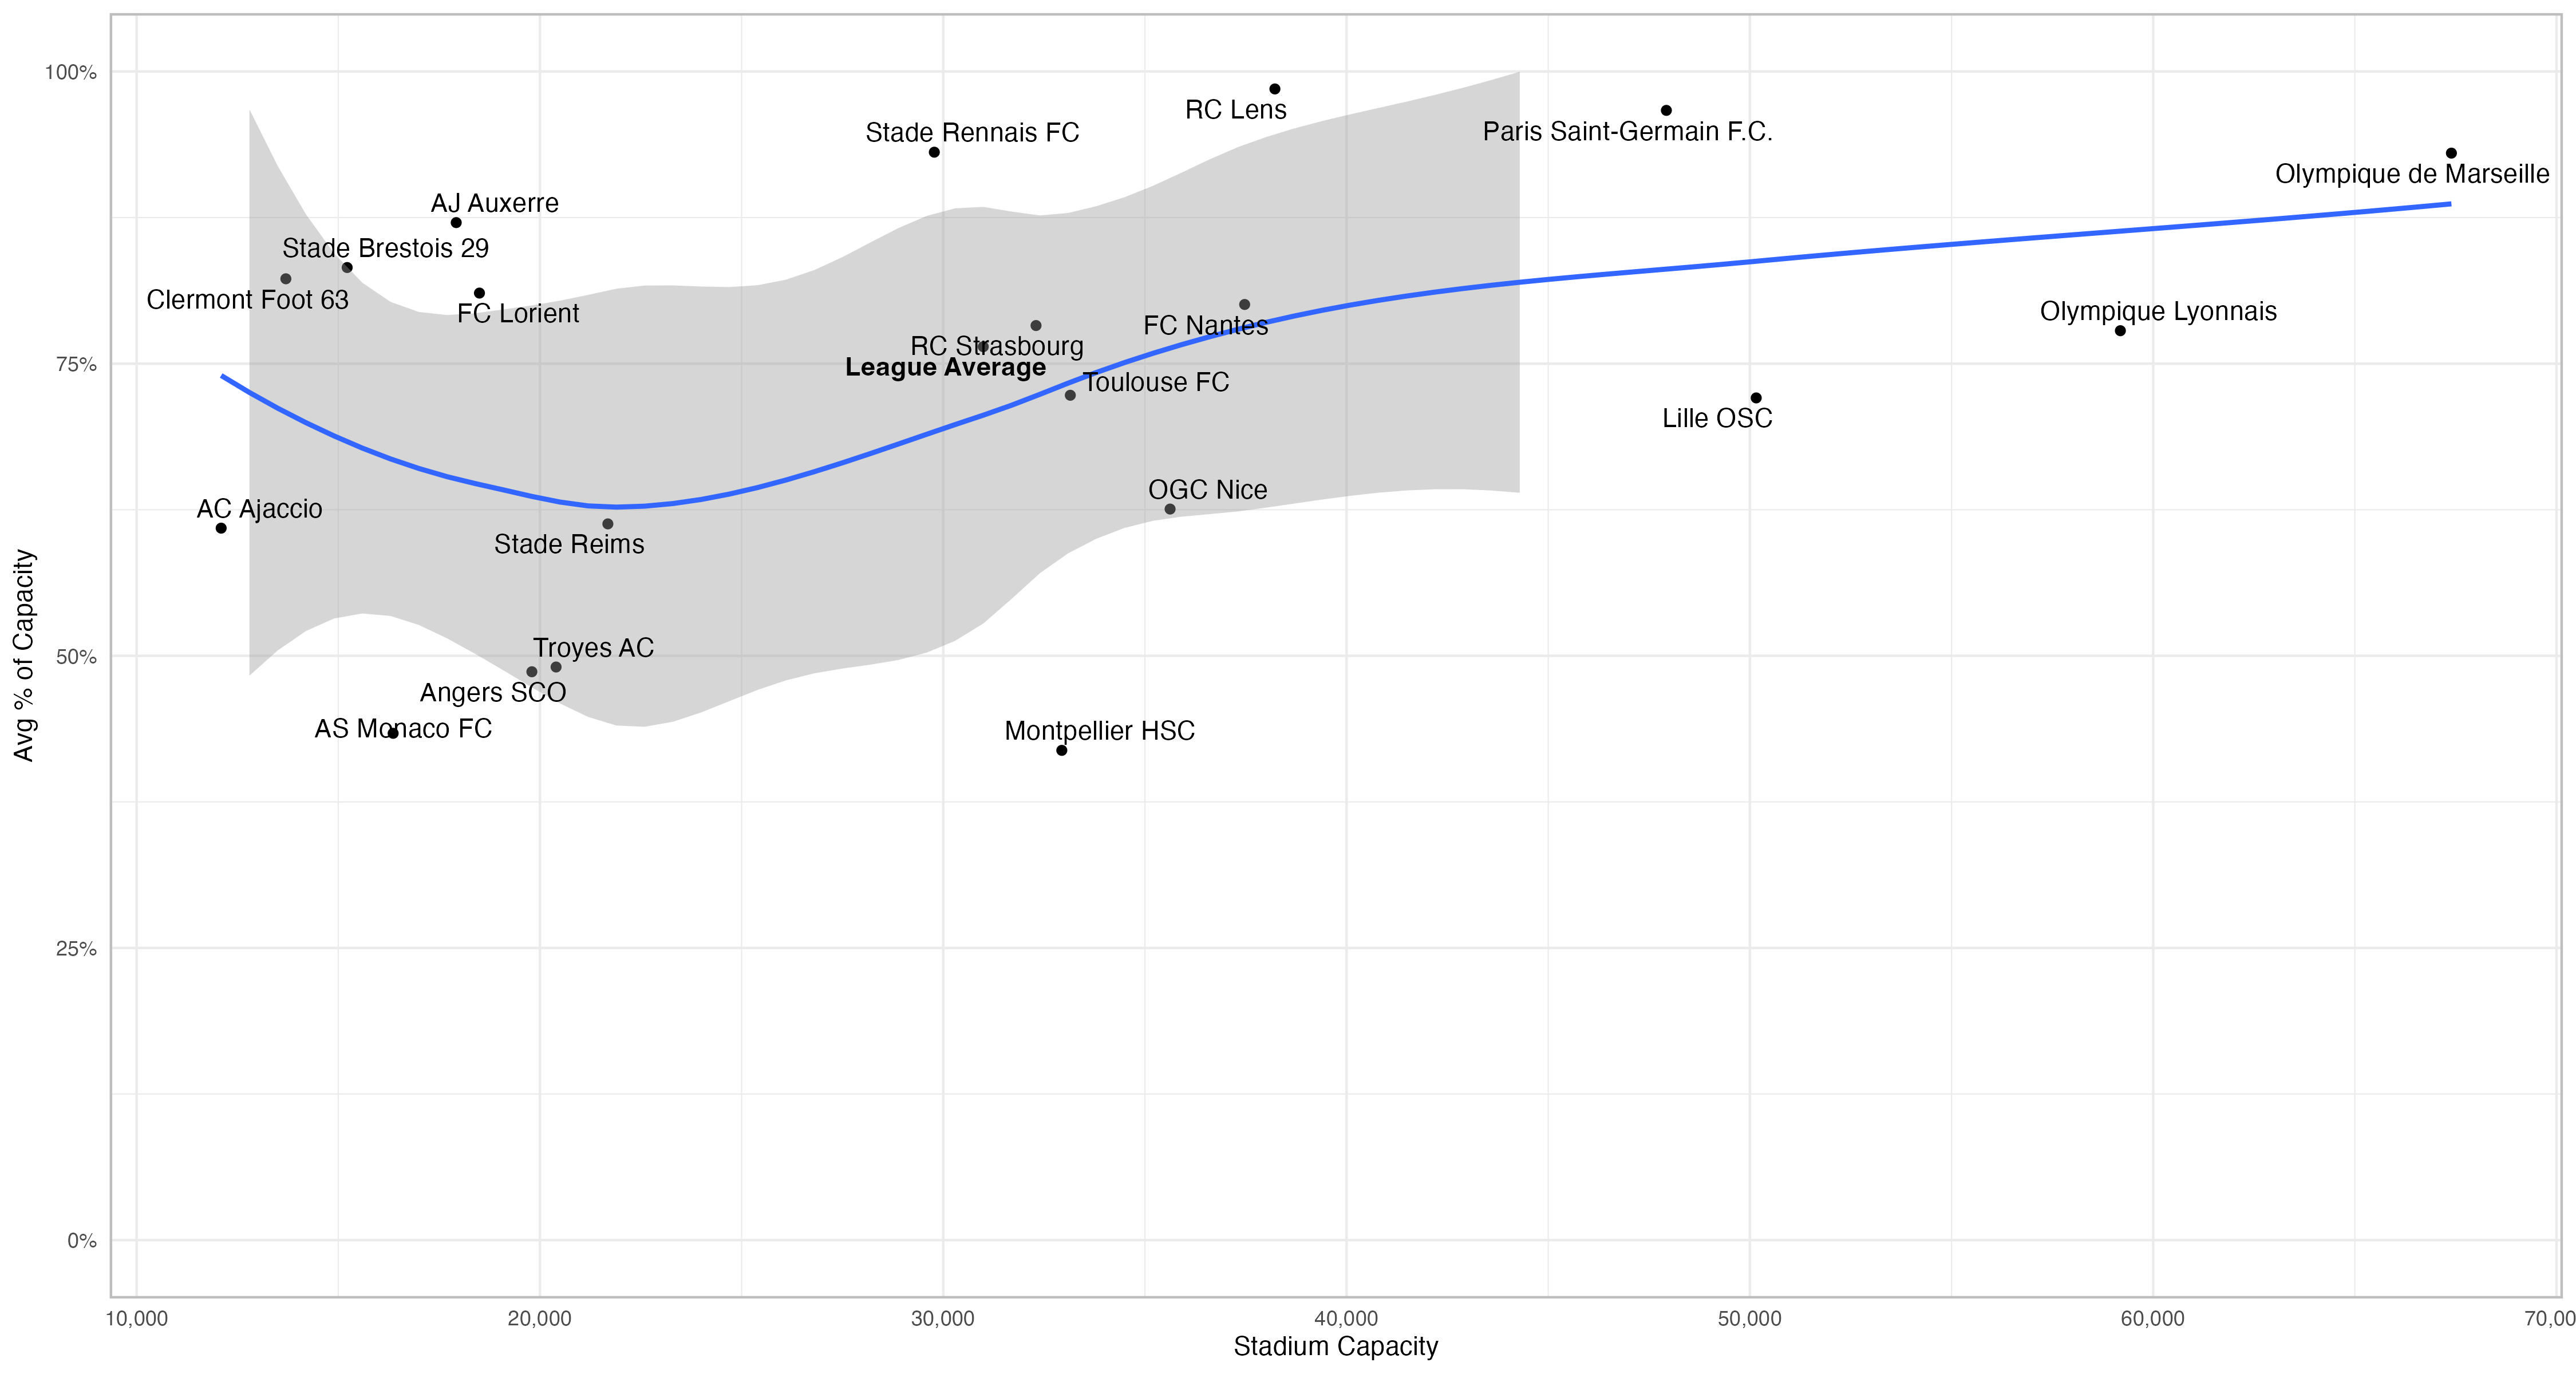 100%
RC Lens
Stade Rennais FC
Paris Saint-Germain F.C.
Olympique de Marseille
AJ Auxerre
Stade Brestois 29
Clermont Foot 63
FC Lorient
Olympique Lyonnais
FC Nantes
RC Strasbourg
75%
League Average
Toulouse FC
Lille OSC
OGC Nice
AC Ajaccio
Stade Reims
50%
Troyes AC
Angers SCO
AS Monaco FC
Montpellier HSC
Avg % of Capacity
25%
0%
10,000
20,000
30,000
40,000
50,000
60,000
70,00
Stadium Capacity